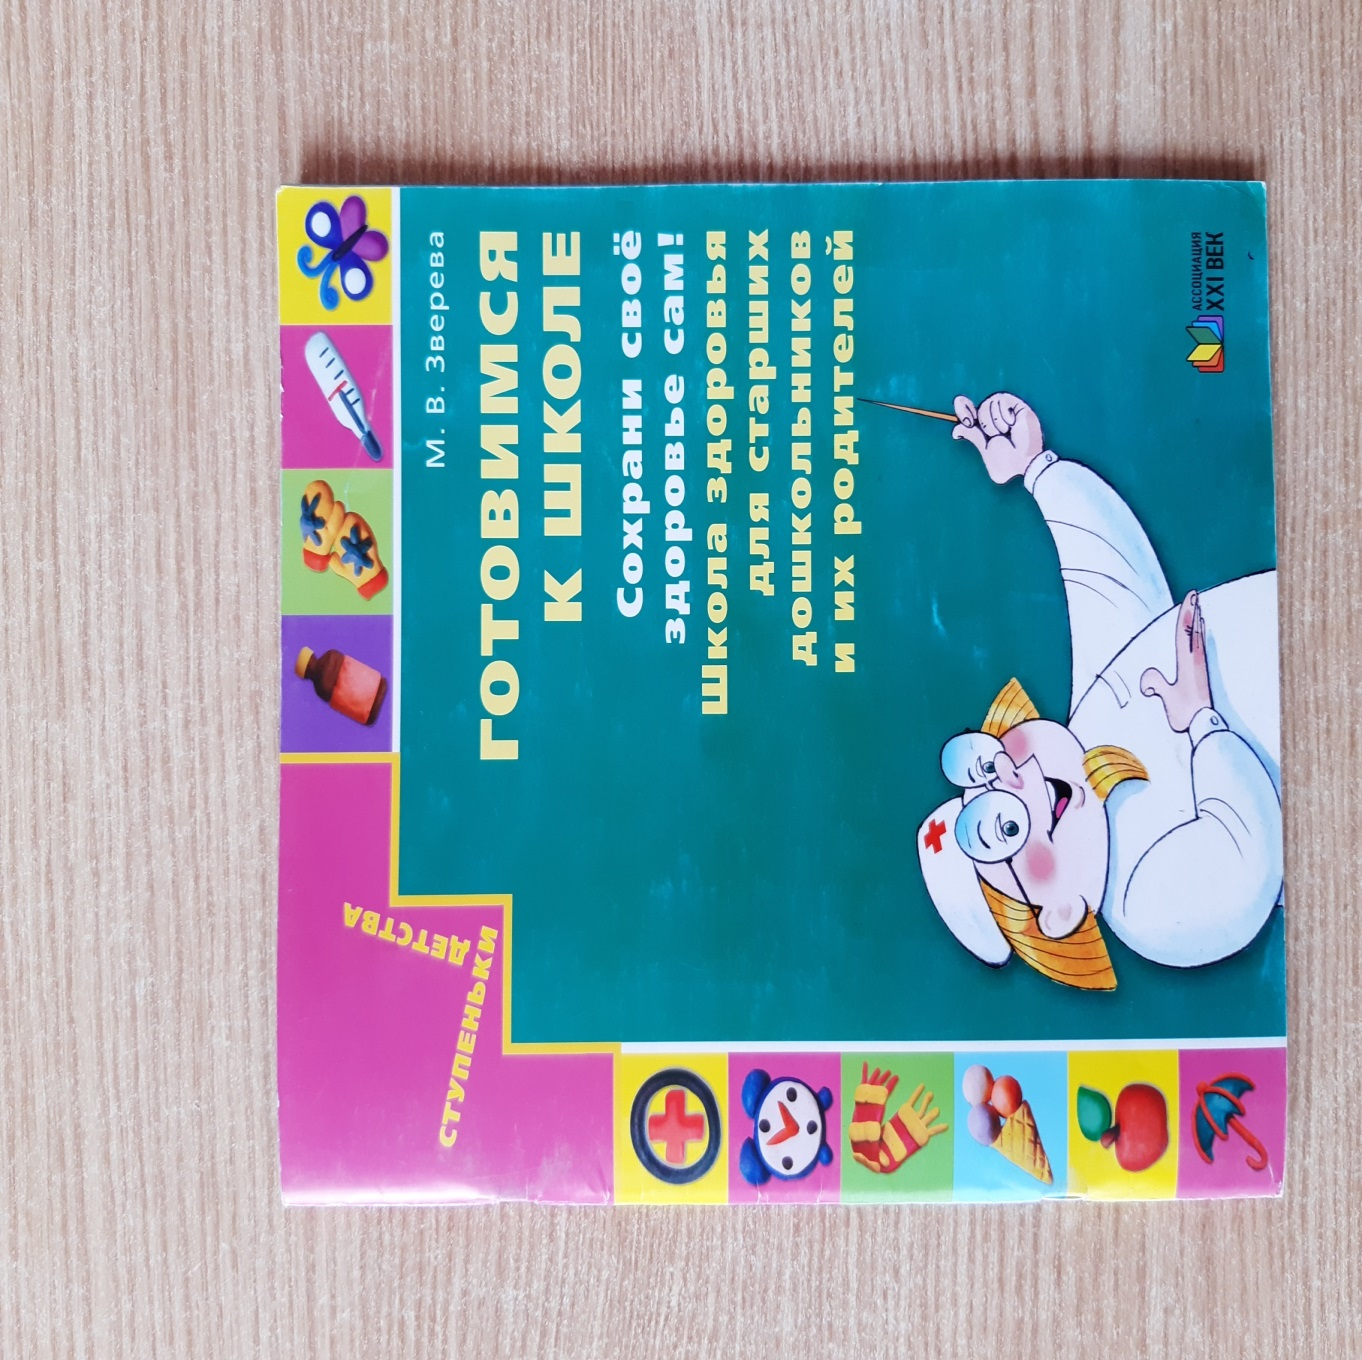 СТУПЕНЬКИ
ДЕТСТВА
М. В. Зверева
ГОТОВИМСЯ
К ШКОЛЕ
Сохрани своё
здоровье сам!
Школа здоровья
для старших
дошкольников
и их родителей
АССОЦИАЦИЯ
XXI ВЕК